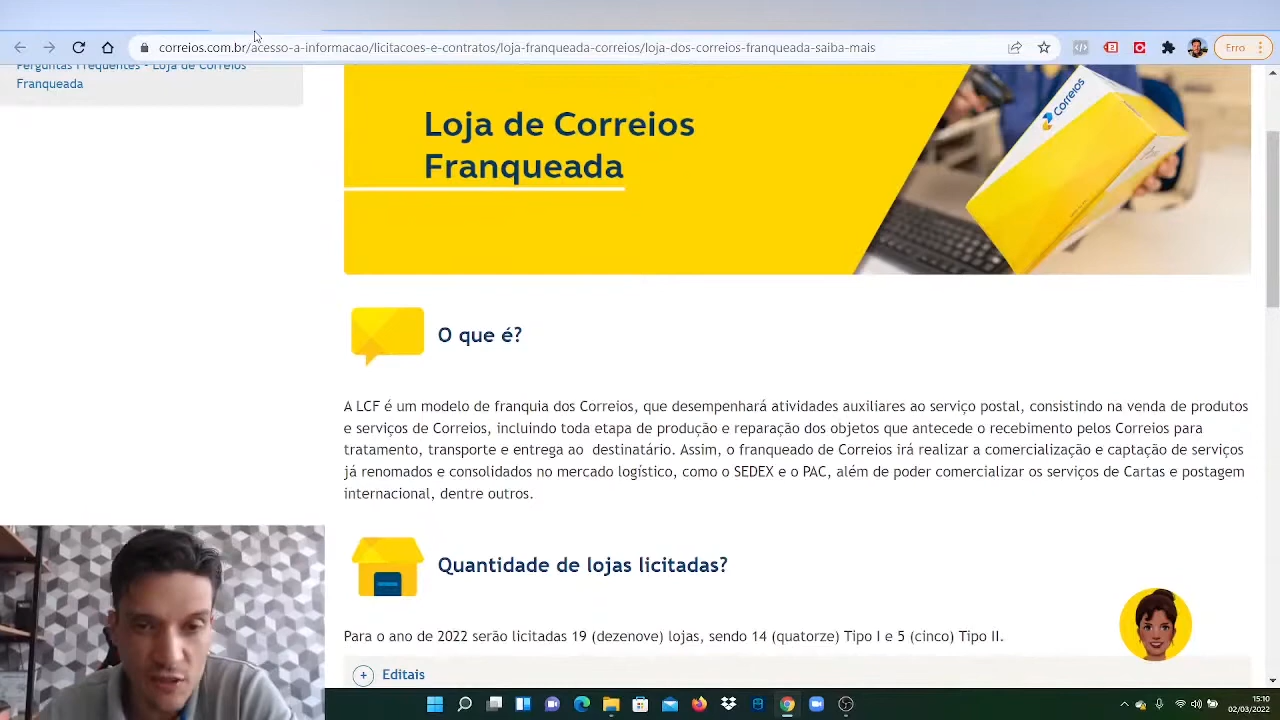 correios.com.br/acesso-a-informacao/licitacoes-e-contratos/loja-franqueada-correios/loja-dos-correios-franqueada-saiba-mais
Erro
Perguntas Frequentes - Loja de Correios
Franqueada
Loja de Correios
Franqueada
Correios
O que é?
A LCF é um modelo de franquia dos Correios, que desempenhará atividades auxiliares ao serviço postal, consistindo na venda de produtos
e serviços de Correios, incluindo toda etapa de produção e reparação dos objetos que antecede o recebimento pelos Correios para
tratamento, transporte e entrega ao destinatário. Assim, o franqueado de Correios irá realizar a comercialização e captação de serviços
já renomados e consolidados no mercado logístico, como o SEDEX e o PAC, além de poder comercializar os serviços de Cartas e postagem
internacional, dentre outros.
Quantidade de lojas licitadas?
Para o ano de 2022 serão licitadas 19 (dezenove) lojas, sendo 14 (quatorze) Tipo I e 5 (cinco) Tipo II.
Editais
15:10
02/03/2022